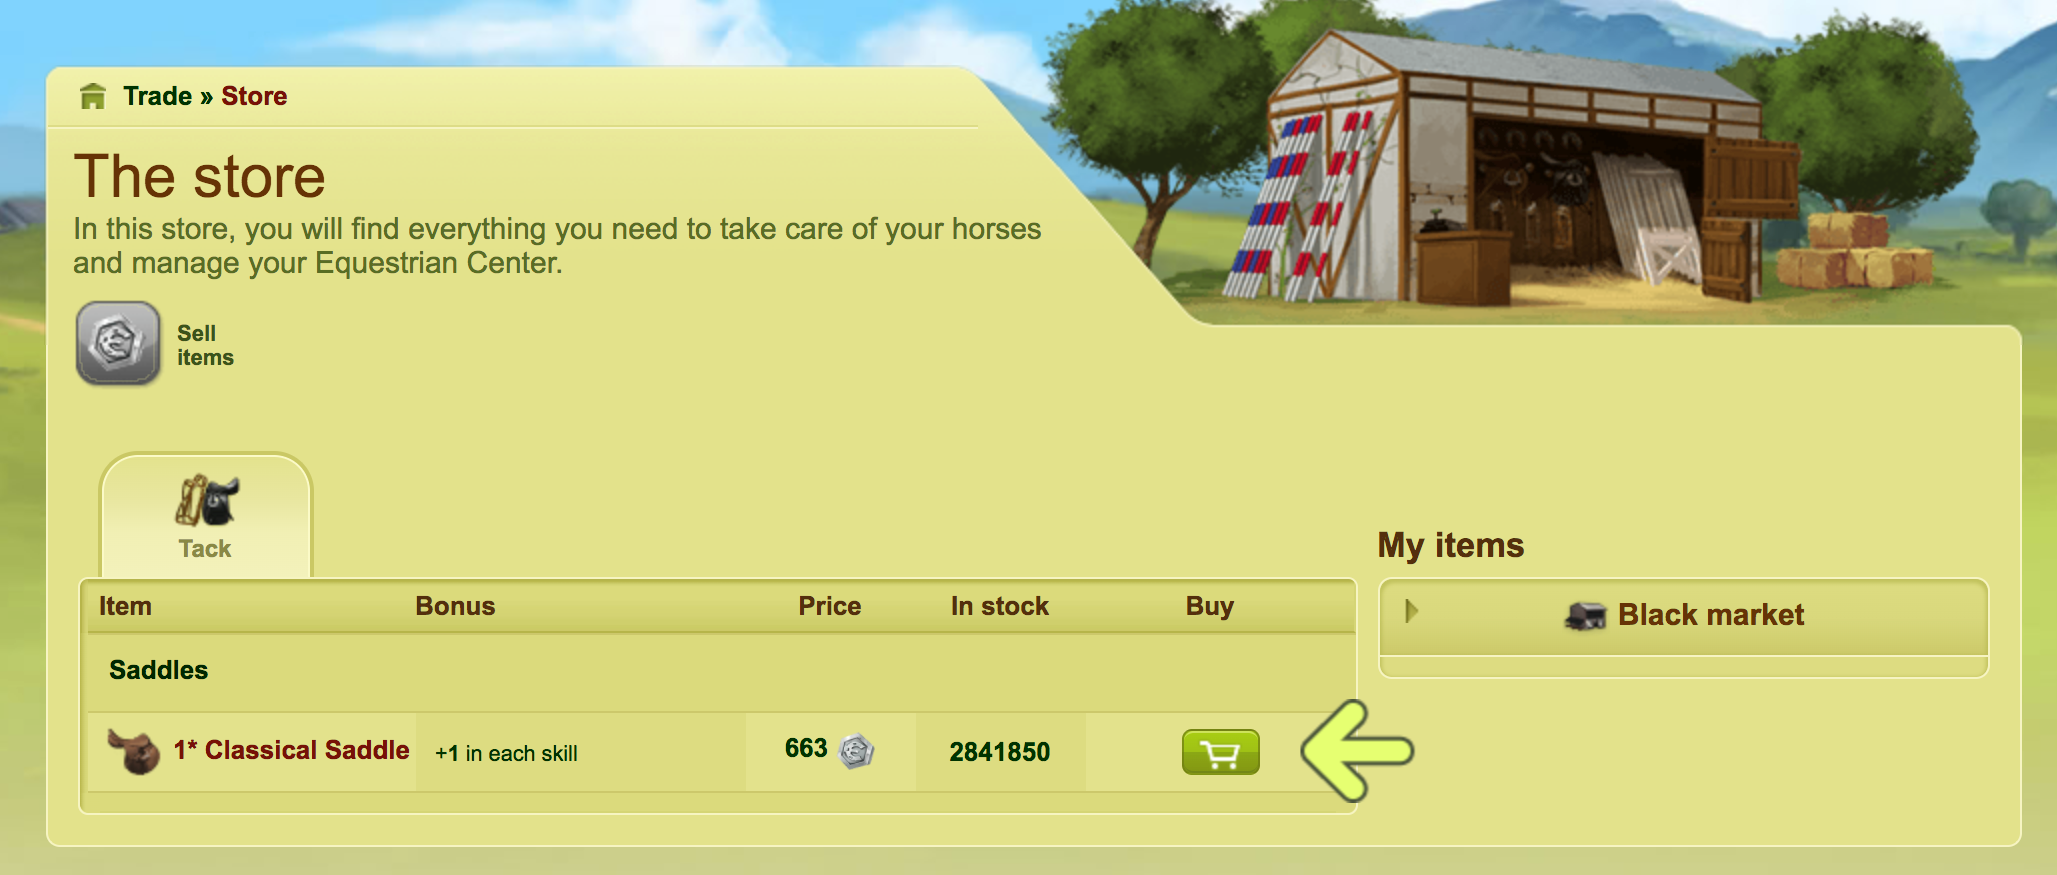 Trade » Store
The store
In this store, you will find everything you need to take care of your horses
and manage your Equestrian Center.
Sell
items
Tack
Item Bonus Price In stock Buy
Saddles
1* Classical Saddle +1 in each skill 663 2841850
My items
Black market